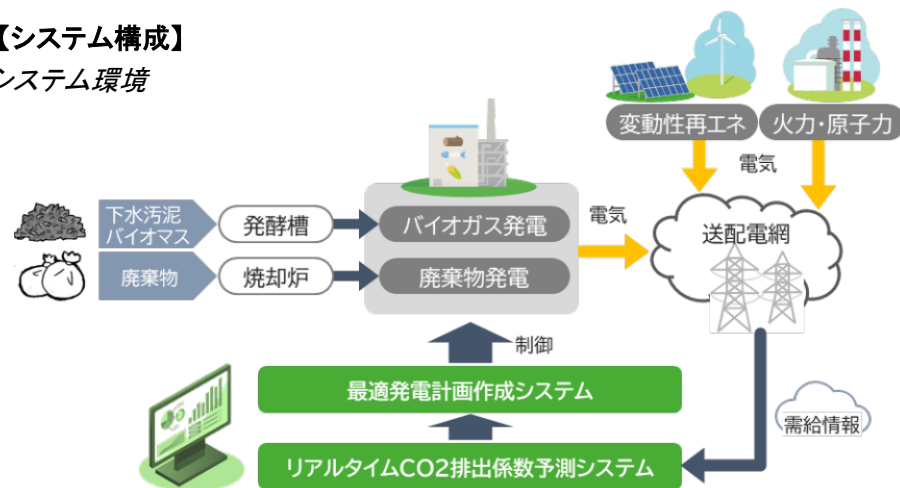 【システム構成】
システム環境
変動性再エネ
火力・原子力
電気
下水汚泥
バイオマス
発酵槽
バイオガス発電
電気
送配電網
廃棄物
焼却炉
廃棄物発電
制御
最適発電計画作成システム
需給情報
リアルタイムCO2排出係数予測システム